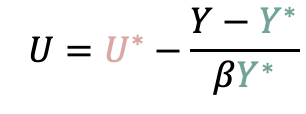 U = U* − (Y − Y*) / (βY*)